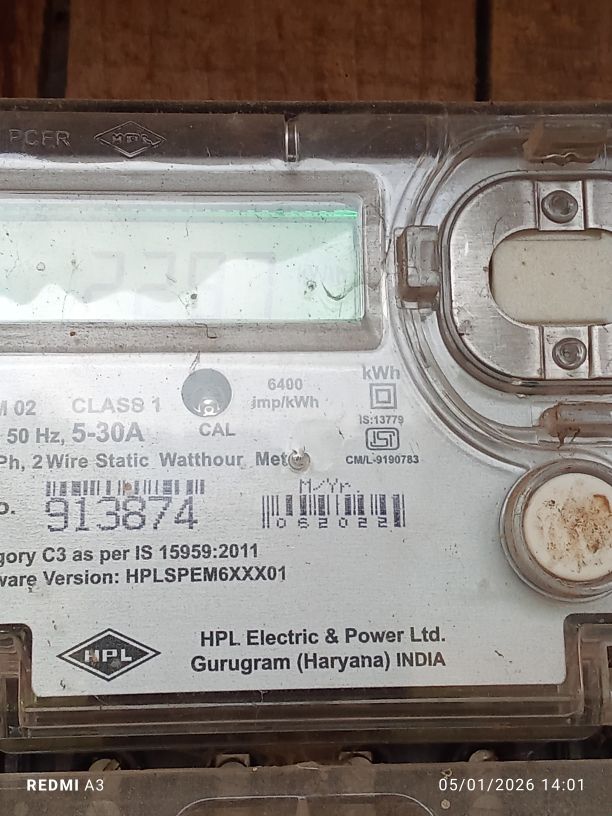 PCFR HPL
kWh
6400
imp/kWh
IS:13779
M 02 CLASS 1
50 Hz, 5-30A
CAL
CM/L-9190783
Ph, 2 Wire Static Watthour Met
M/Yr.
913874
062022
gory C3 as per IS 15959:2011
ware Version: HPLSPEM6XXX01
HPL
HPL Electric & Power Ltd.
Gurugram (Haryana) INDIA
REDMI A3
05/01/2026 14:01